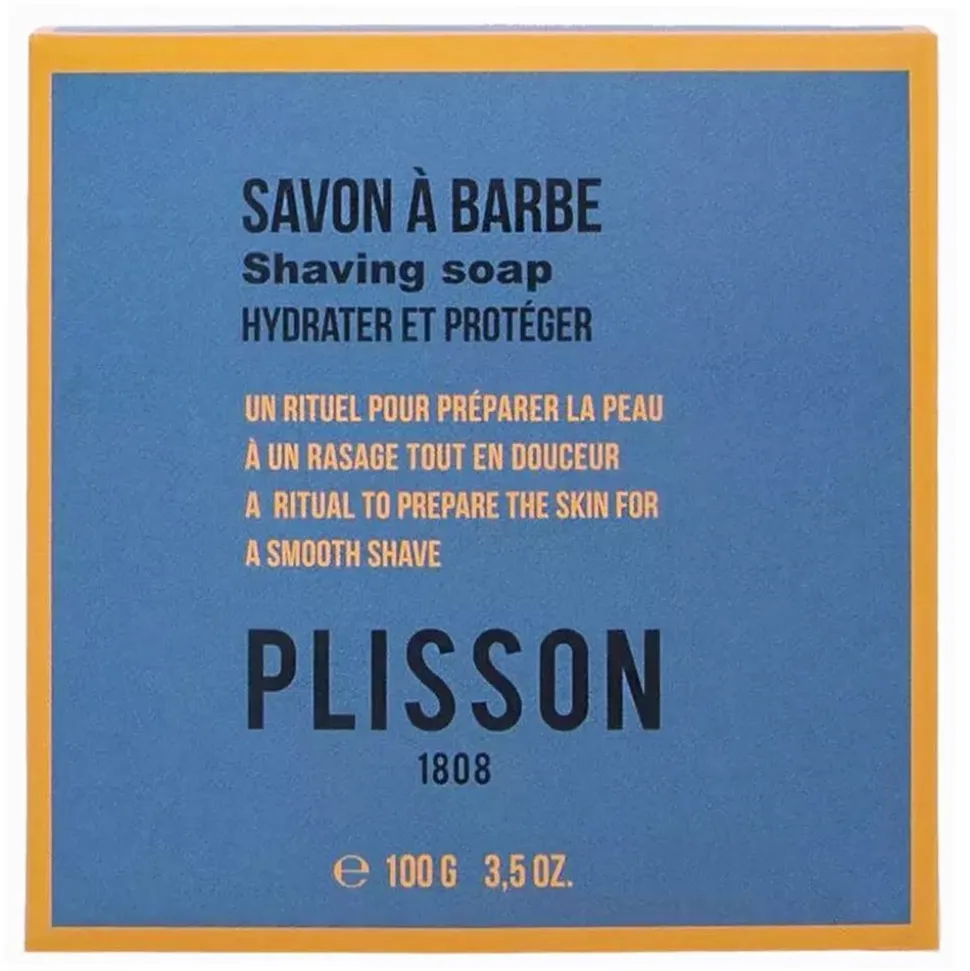 SAVON À BARBE
Shaving soap
HYDRATER ET PROTÉGER
UN RITUEL POUR PRÉPARER LA PEAU
À UN RASAGE TOUT EN DOUCEUR
A RITUAL TO PREPARE THE SKIN FOR
A SMOOTH SHAVE
PLISSON
1808
℮ 100 G 3,5 OZ.